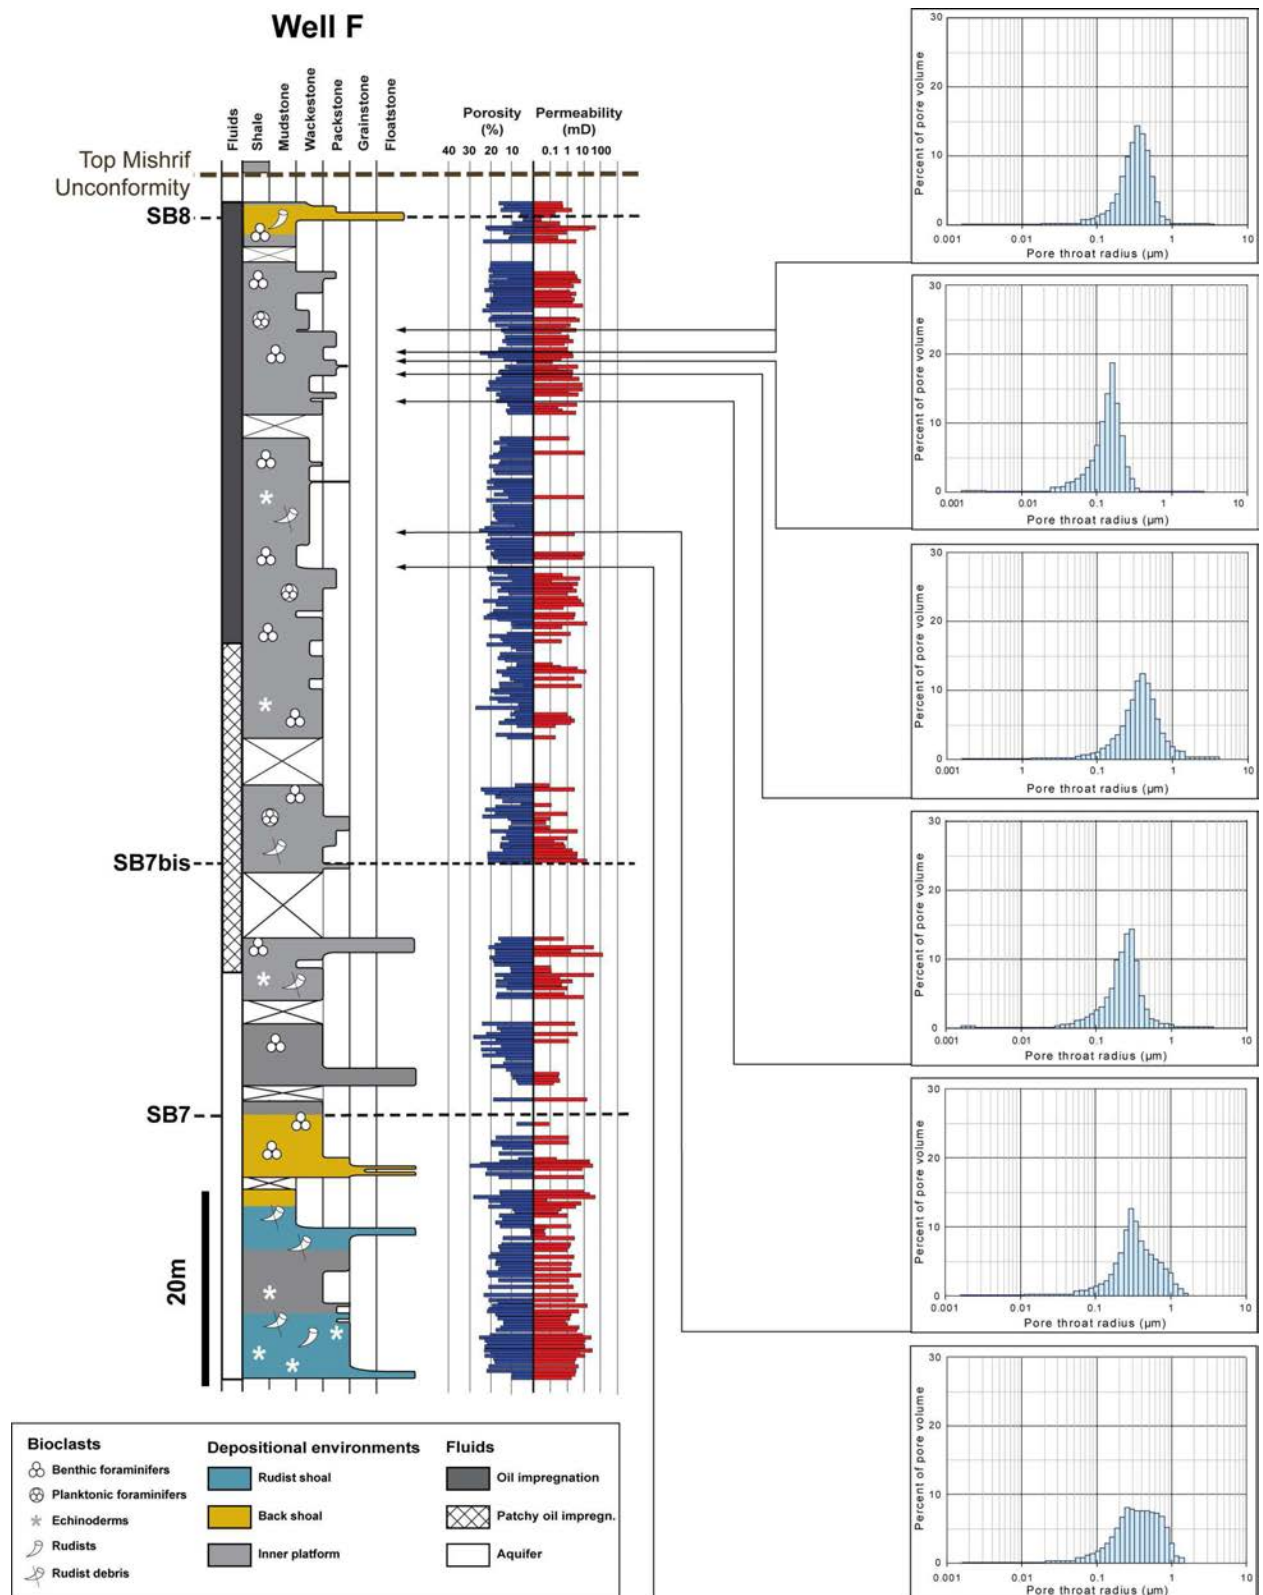 Well F
Fluids
Shale
Mudstone
Wackestone
Packstone
Grainstone
Floatstone
Porosity
(%)
Permeability
(mD)
40 30 20 10
0.1 1 10 100
Top Mishrif
Unconformity
SB8
SB7bis
SB7
20m
Bioclasts
Benthic foraminifers
Planktonic foraminifers
Echinoderms
Rudists
Rudist debris
Depositional environments
Rudist shoal
Back shoal
Inner platform
Fluids
Oil impregnation
Patchy oil impregn.
Aquifer
Percent of pore volume
30
20
10
0
0.001 0.01 0.1 1 10
Pore throat radius (µm)
Percent of pore volume
30
20
10
0
0.001 0.01 0.1 1 10
Pore throat radius (µm)
Percent of pore volume
30
20
10
0
0.001 1 0.1 1 10
Pore throat radius (µm)
Percent of pore volume
30
20
10
0
0.001 0.01 0.1 1 10
Pore throat radius (µm)
Percent of pore volume
30
20
10
0
0.001 0.01 0.1 1 10
Pore throat radius (µm)
Percent of pore volume
30
20
10
0
0.001 0.01 0.1 1 10
Pore throat radius (µm)